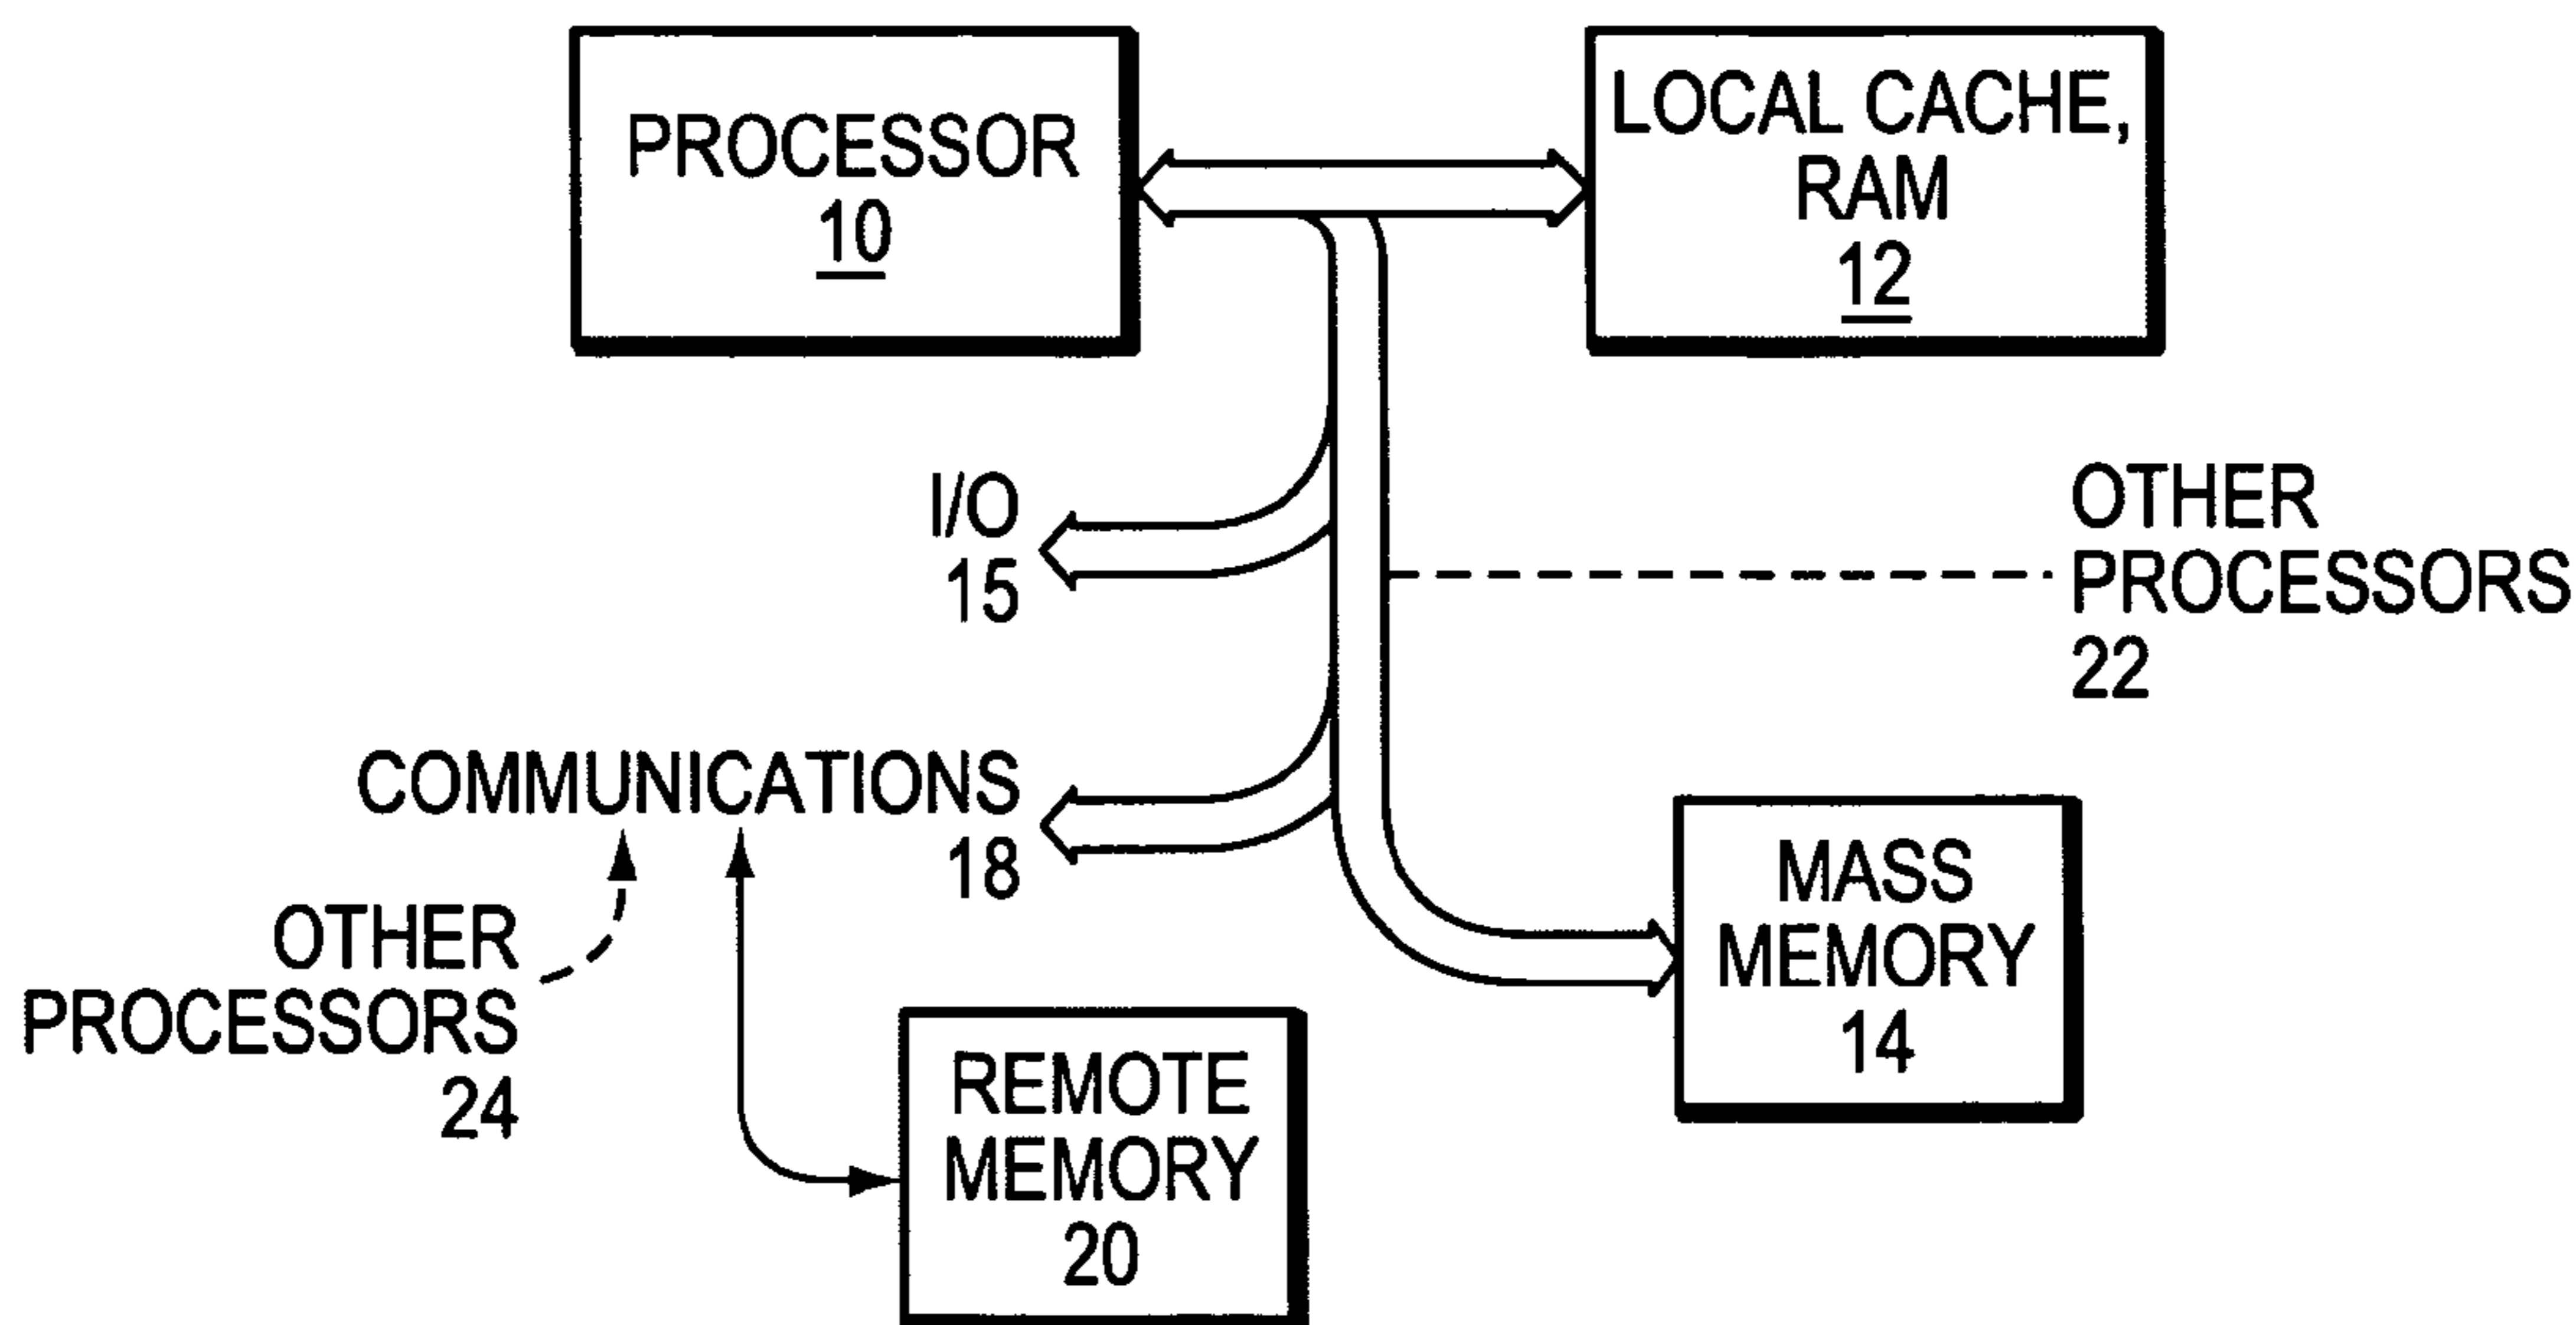 PROCESSOR
10
LOCAL CACHE,
RAM
12
I/O
15
OTHER
PROCESSORS
22
COMMUNICATIONS
18
OTHER
PROCESSORS
24
MASS
MEMORY
14
REMOTE
MEMORY
20